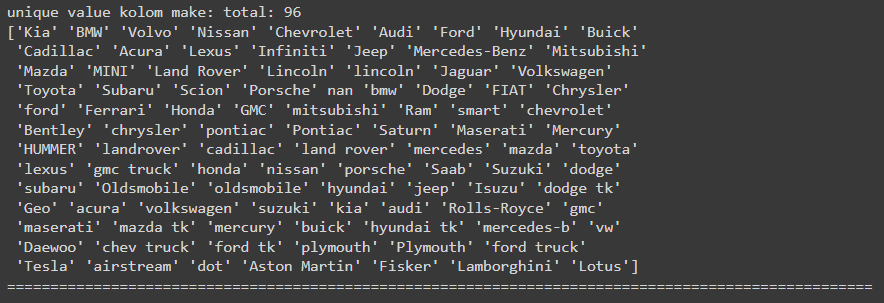 unique value kolom make: total: 96
['Kia' 'BMW' 'Volvo' 'Nissan' 'Chevrolet' 'Audi' 'Ford' 'Hyundai' 'Buick'
'Cadillac' 'Acura' 'Lexus' 'Infiniti' 'Jeep' 'Mercedes-Benz' 'Mitsubishi'
'Mazda' 'MINI' 'Land Rover' 'Lincoln' 'lincoln' 'Jaguar' 'Volkswagen'
'Toyota' 'Subaru' 'Scion' 'Porsche' nan 'bmw' 'Dodge' 'FIAT' 'Chrysler'
'ford' 'Ferrari' 'Honda' 'GMC' 'mitsubishi' 'Ram' 'smart' 'chevrolet'
'Bentley' 'chrysler' 'pontiac' 'Pontiac' 'Saturn' 'Maserati' 'Mercury'
'HUMMER' 'landrover' 'cadillac' 'land rover' 'mercedes' 'mazda' 'toyota'
'lexus' 'gmc truck' 'honda' 'nissan' 'porsche' 'Saab' 'Suzuki' 'dodge'
'subaru' 'Oldsmobile' 'oldsmobile' 'hyundai' 'jeep' 'Isuzu' 'dodge tk'
'Geo' 'acura' 'volkswagen' 'suzuki' 'kia' 'audi' 'Rolls-Royce' 'gmc'
'maserati' 'mazda tk' 'mercury' 'buick' 'hyundai tk' 'mercedes-b' 'vw'
'Daewoo' 'chev truck' 'ford tk' 'plymouth' 'Plymouth' 'ford truck'
'Tesla' 'airstream' 'dot' 'Aston Martin' 'Fisker' 'Lamborghini' 'Lotus']
====================================================================================================